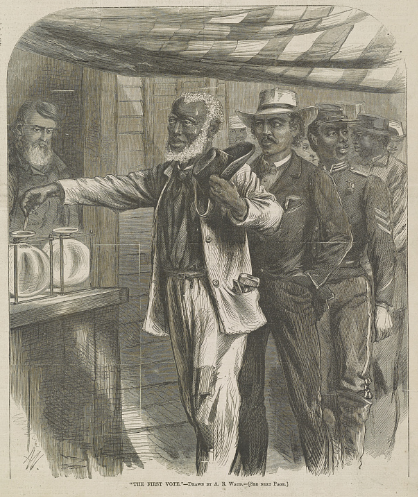 "THE FIRST VOTE."—Drawn by A. R. Waud.—[See next Page.]